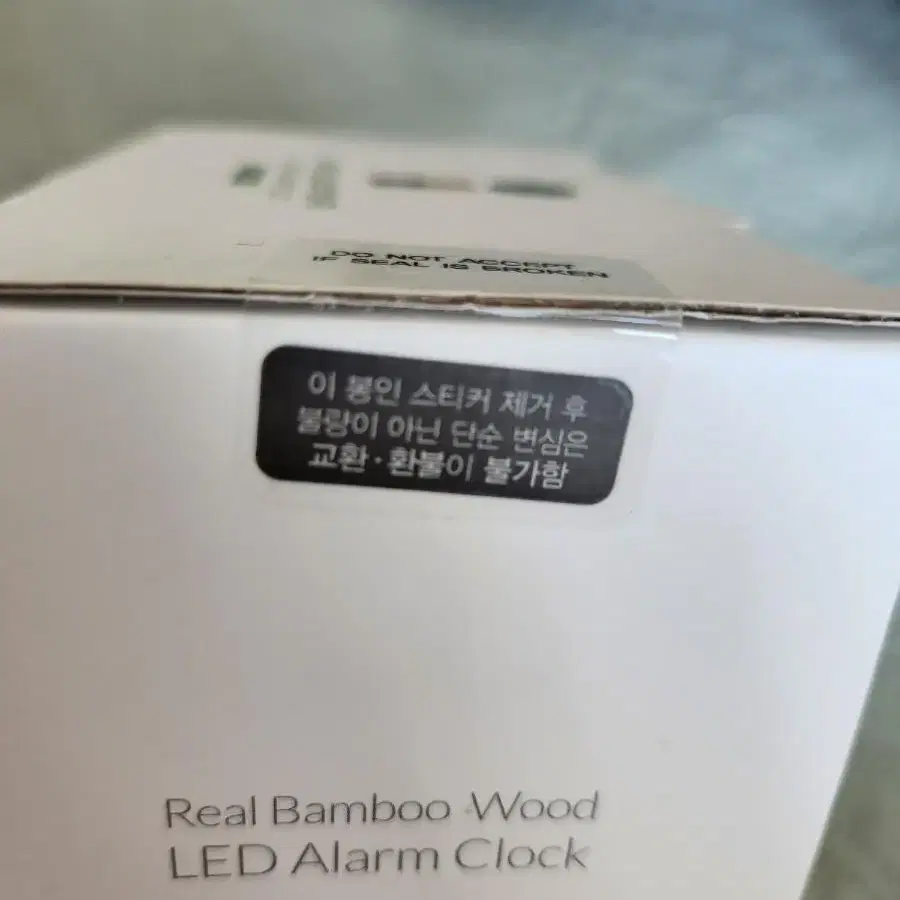 DO NOT ACCEPT
IF SEAL IS BROKEN
이 봉인 스티커 제거 후
불량이 아닌 단순 변심은
교환·환불이 불가함
Real Bamboo Wood
LED Alarm Clock